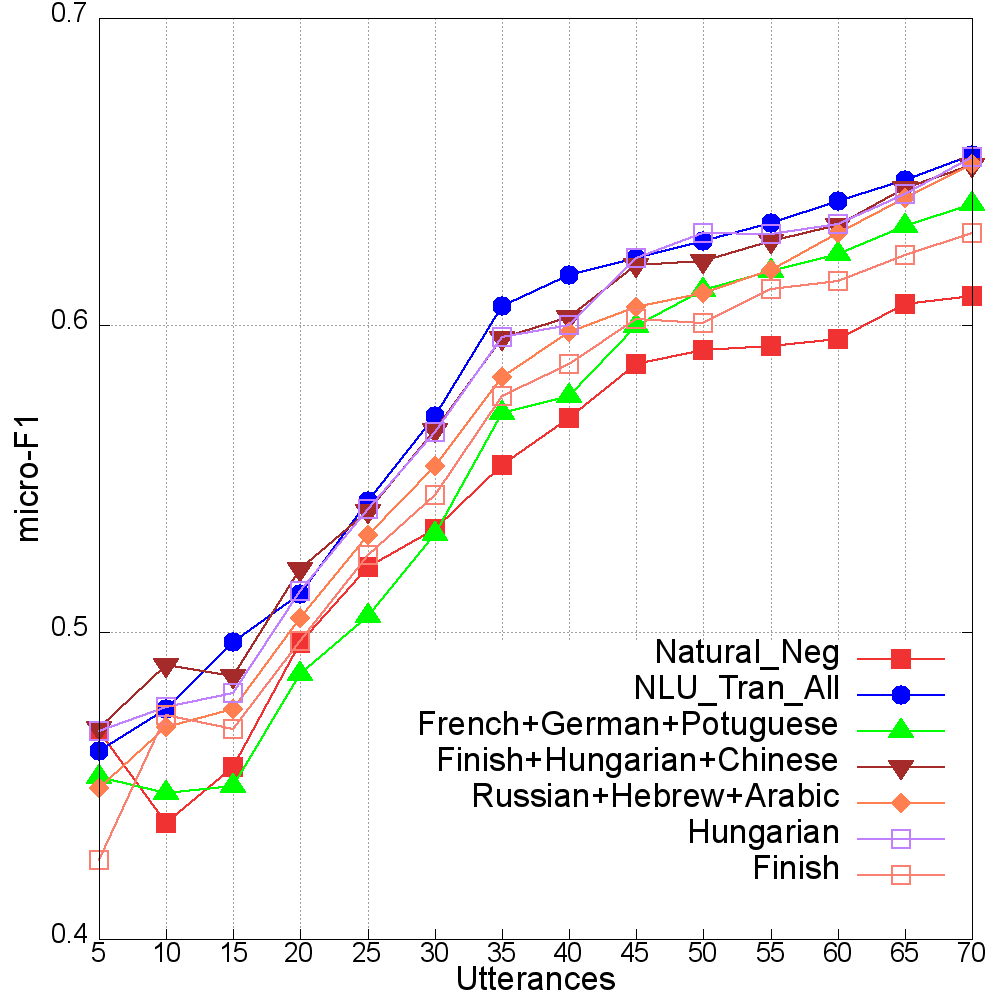 0.7
0.6
0.5
0.4
micro-F1
Natural_Neg
NLU_Tran_All
French+German+Potuguese
Finish+Hungarian+Chinese
Russian+Hebrew+Arabic
Hungarian
Finish
5 10 15 20 25 30 35 40 45 50 55 60 65 70
Utterances